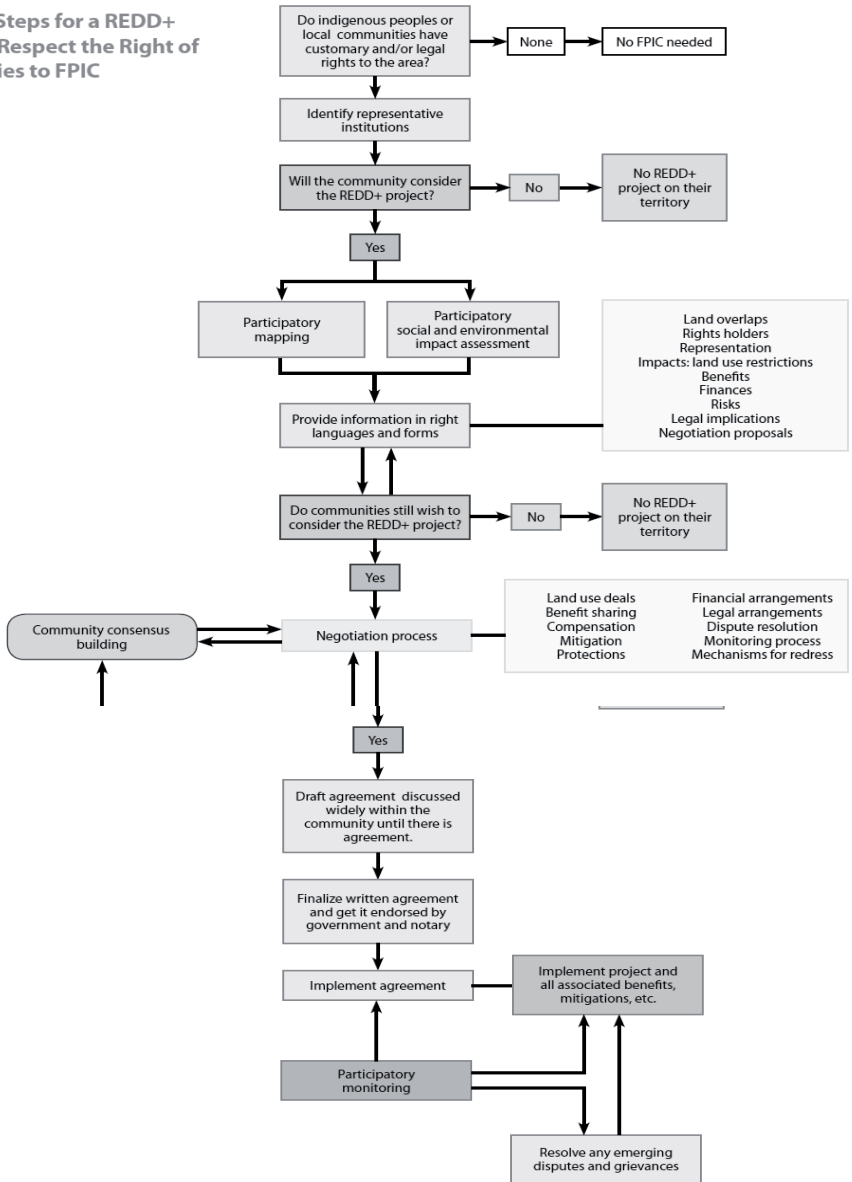 Steps for a REDD+
Respect the Right of
ies to FPIC
Do indigenous peoples or
local communities have
customary and/or legal
rights to the area?
None
No FPIC needed
Identify representative
institutions
Will the community consider
the REDD+ project?
No
No REDD+
project on their
territory
Yes
Participatory
mapping
Participatory
social and environmental
impact assessment
Land overlaps
Rights holders
Representation
Impacts: land use restrictions
Benefits
Finances
Risks
Legal implications
Negotiation proposals
Provide information in right
languages and forms
Do communities still wish to
consider the REDD+ project?
No
No REDD+
project on their
territory
Yes
Community consensus
building
Negotiation process
Land use deals
Benefit sharing
Compensation
Mitigation
Protections
Financial arrangements
Legal arrangements
Dispute resolution
Monitoring process
Mechanisms for redress
Yes
Draft agreement discussed
widely within the
community until there is
agreement.
Finalize written agreement
and get it endorsed by
government and notary
Implement agreement
Implement project and
all associated benefits,
mitigations, etc.
Participatory
monitoring
Resolve any emerging
disputes and grievances